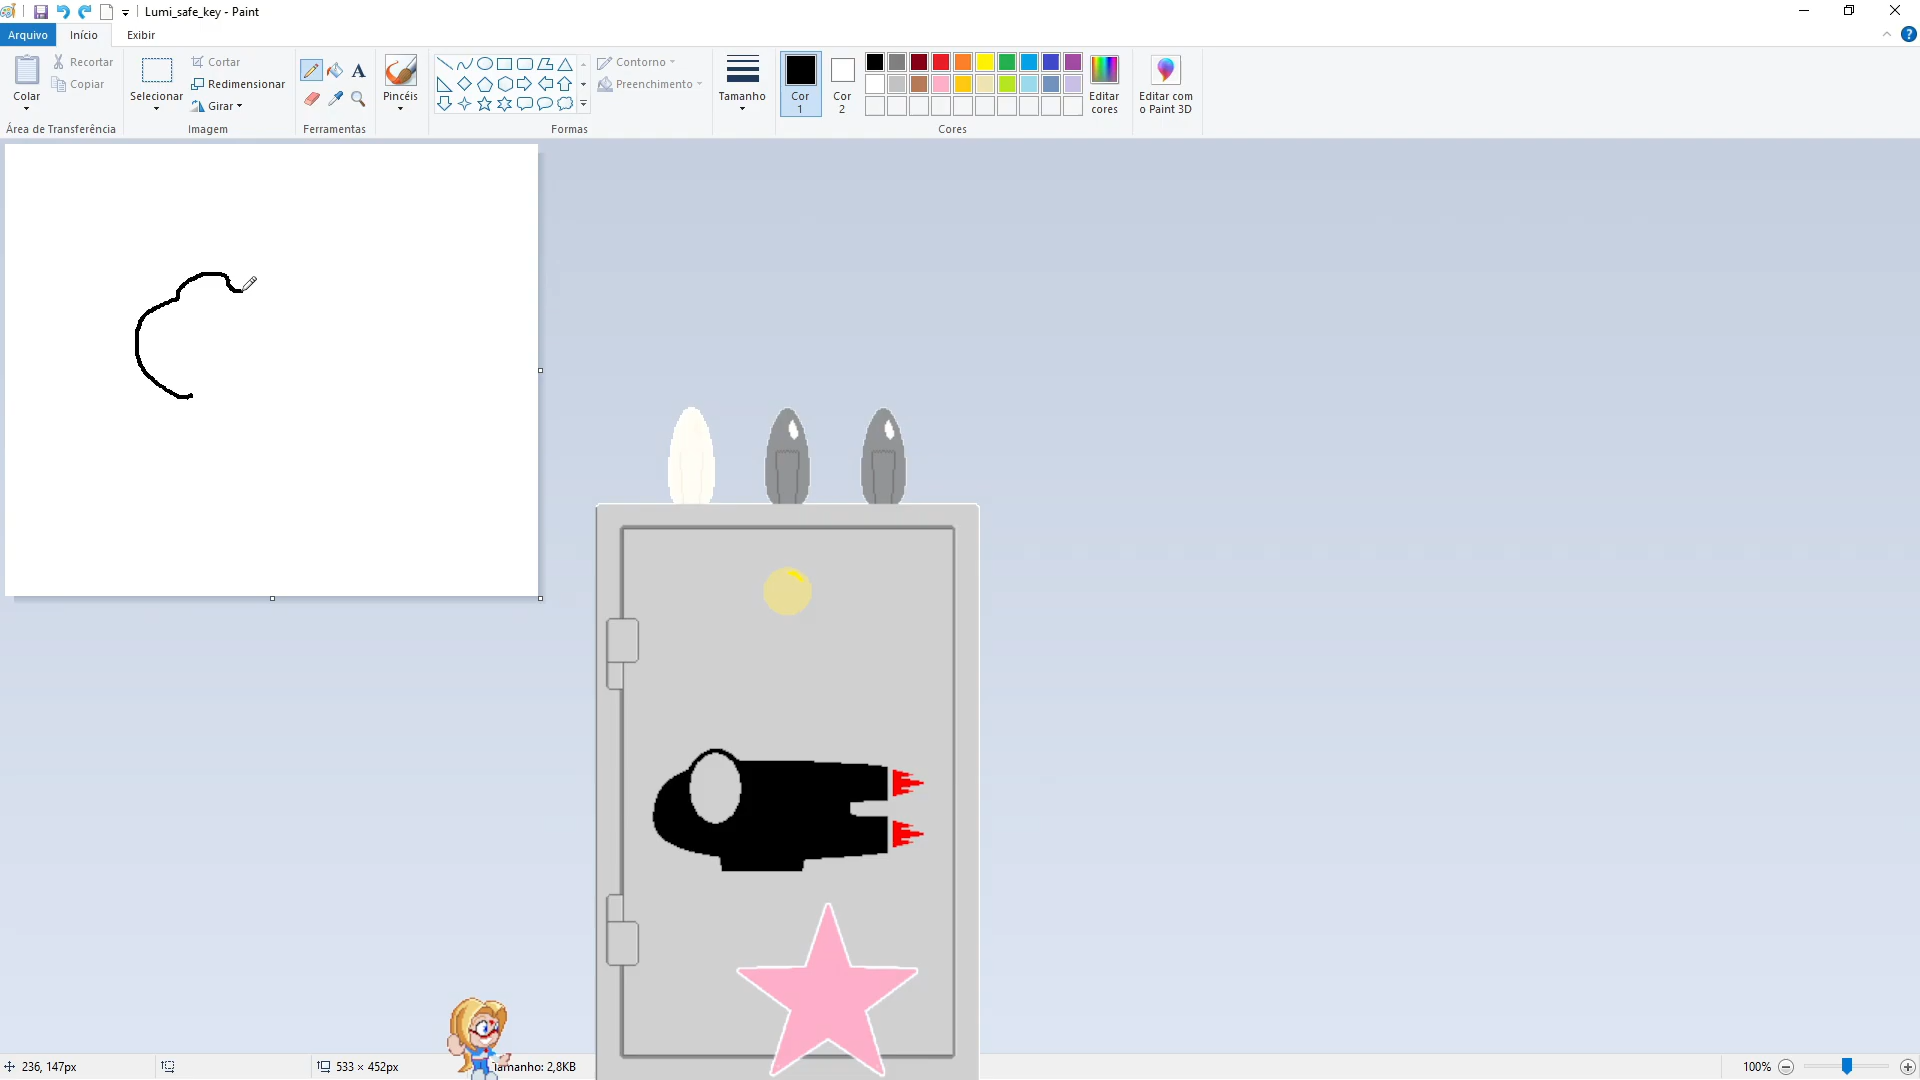 Lumi_safe_key - Paint
Arquivo Início Exibir
Colar
Recortar
Copiar
Área de Transferência
Selecionar
Cortar
Redimensionar
Girar
Imagem
A
Ferramentas
Pincéis
Contorno
Preenchimento
Formas
Tamanho
Cor
1
Cor
2
Editar
cores
Cores
Editar com
o Paint 3D
?
236, 147px
533 × 452px
Tamanho: 2,8KB
100%